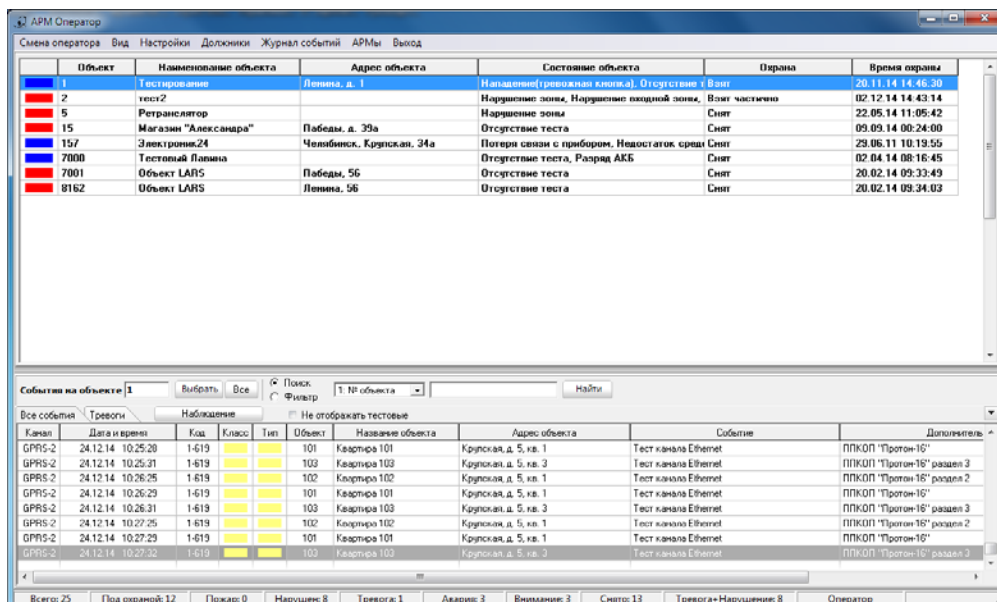 АРМ Оператор
Смена оператора Вид Настройки Должники Журнал событий АРМы Выход
Объект Наименование объекта Адрес объекта Состояние объекта Охрана Время охраны
1 Тестирование Ленина, д. 1 Нападение(тревожная кнопка), Отсутствие т Взят 20.11.14 14:46:30
2 тест2 Нарушение зоны, Нарушение входной зоны, Взят частично 02.12.14 14:43:14
5 Ретранслятор Нарушение зоны Снят 22.05.14 11:05:42
15 Магазин "Александра" Победы, д. 39а Отсутствие теста Снят 09.09.14 00:24:00
157 Электроник24 Челябинск, Крупская, 34а Потеря связи с прибором, Недостаток сред Снят 29.06.11 10:19:55
7000 Тестовый Лавина Отсутствие теста, Разряд АКБ Снят 02.04.14 08:16:45
7001 Объект LARS Победы, 56 Отсутствие теста Снят 20.02.14 09:33:49
8162 Объект LARS Ленина, 56 Отсутствие теста Снят 20.02.14 09:34:03
События на объекте 1 Выбрать Все Поиск Фильтр 1: № объекта Найти
Все события Тревоги Наблюдение Не отображать тестовые
Канал Дата и время Код Класс Тип Объект Название объекта Адрес объекта Событие Дополнитель
GPRS-2 24.12.14 10:25:28 1-619 101 Квартира 101 Крупская, д. 5, кв. 1 Тест канала Ethernet ППКОП "Протон-16"
GPRS-2 24.12.14 10:25:31 1-619 103 Квартира 103 Крупская, д. 5, кв. 3 Тест канала Ethernet ППКОП "Протон-16" раздел 3
GPRS-2 24.12.14 10:26:25 1-619 102 Квартира 102 Крупская, д. 5, кв. 1 Тест канала Ethernet ППКОП "Протон-16" раздел 2
GPRS-2 24.12.14 10:26:29 1-619 101 Квартира 101 Крупская, д. 5, кв. 1 Тест канала Ethernet ППКОП "Протон-16"
GPRS-2 24.12.14 10:26:31 1-619 103 Квартира 103 Крупская, д. 5, кв. 3 Тест канала Ethernet ППКОП "Протон-16" раздел 3
GPRS-2 24.12.14 10:27:25 1-619 102 Квартира 102 Крупская, д. 5, кв. 1 Тест канала Ethernet ППКОП "Протон-16" раздел 2
GPRS-2 24.12.14 10:27:29 1-619 101 Квартира 101 Крупская, д. 5, кв. 1 Тест канала Ethernet ППКОП "Протон-16"
GPRS-2 24.12.14 10:27:32 1-619 103 Квартира 103 Крупская, д. 5, кв. 3 Тест канала Ethernet ППКОП "Протон-16" раздел 3
Всего: 25 Под охраной: 12 Пожар: 0 Нарушен: 8 Тревога: 1 Авария: 3 Внимание: 3 Снято: 13 Тревога+Нарушение: 8 Оператор